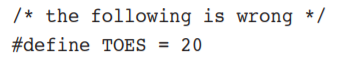 /* the following is wrong */
#define TOES = 20